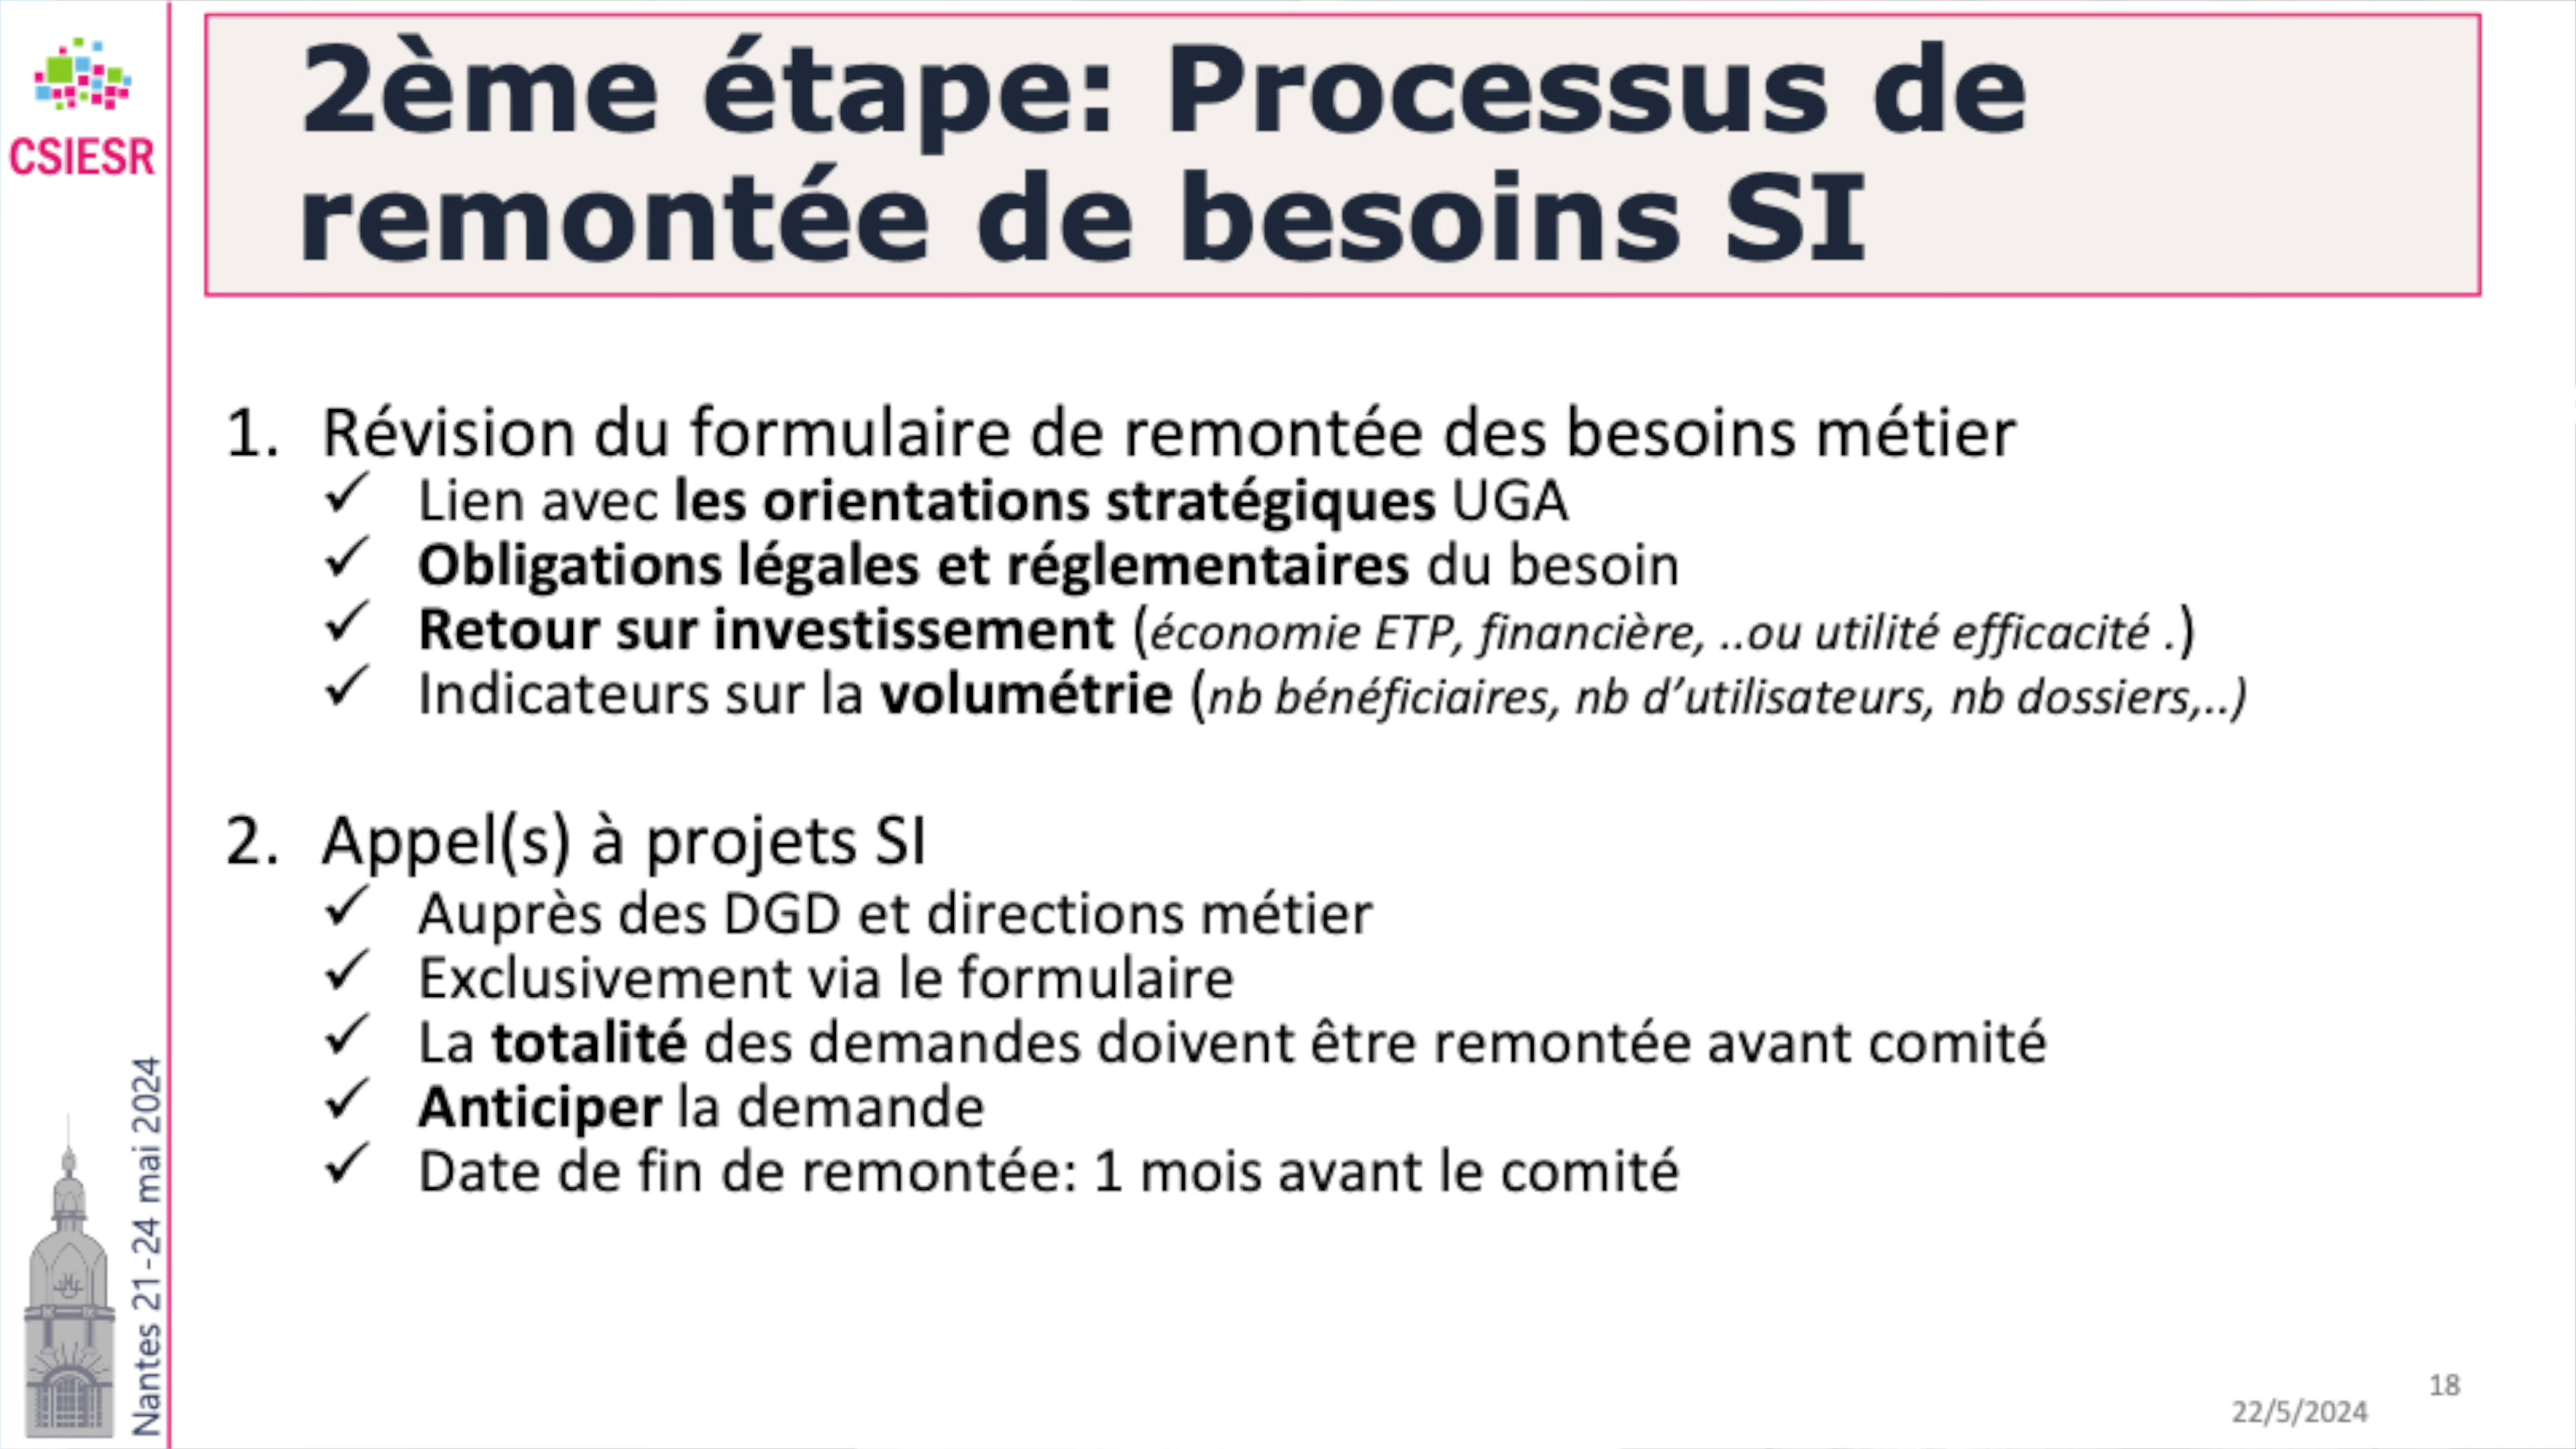 CSIESR
2ème étape: Processus de
remontée de besoins SI
1. Révision du formulaire de remontée des besoins métier
✓ Lien avec les orientations stratégiques UGA
✓ Obligations légales et réglementaires du besoin
✓ Retour sur investissement (économie ETP, financière, ..ou utilité efficacité .)
✓ Indicateurs sur la volumétrie (nb bénéficiaires, nb d’utilisateurs, nb dossiers,..)
2. Appel(s) à projets SI
✓ Auprès des DGD et directions métier
✓ Exclusivement via le formulaire
✓ La totalité des demandes doivent être remontée avant comité
✓ Anticiper la demande
✓ Date de fin de remontée: 1 mois avant le comité
Nantes 21-24 mai 2024
18
22/5/2024